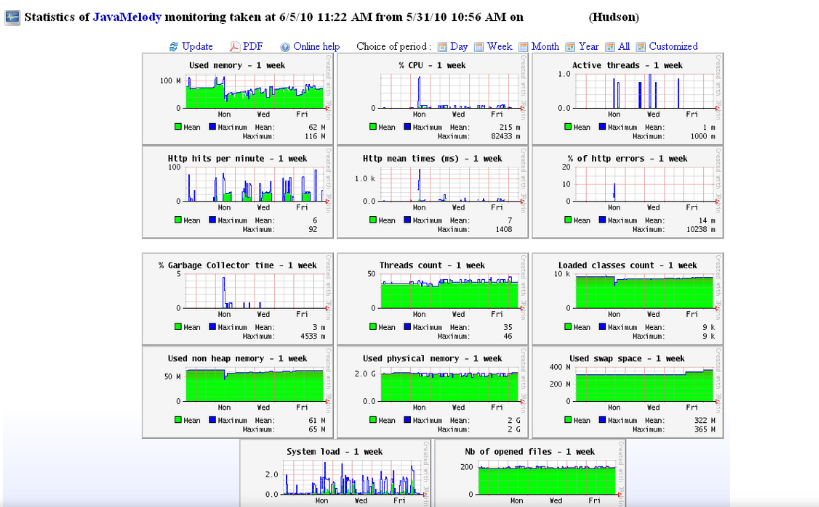 Statistics of JavaMelody monitoring taken at 6/5/10 11:22 AM from 5/31/10 10:56 AM on (Hudson)
Update PDF Online help Choice of period : Day Week Month Year All Customized
Used memory - 1 week
100 M
0
Mon Wed Fri
Mean Maximum Mean: 62 M
Maximum: 116 M
% CPU - 1 week
0
Mon Wed Fri
Mean Maximum Mean: 215 m
Maximum: 82433 m
Active threads - 1 week
1.0
0.0
Mon Wed Fri
Mean Maximum Mean: 1 m
Maximum: 1000 m
Http hits per minute - 1 week
100
0
Mon Wed Fri
Mean Maximum Mean: 6
Maximum: 92
Http mean times (ms) - 1 week
1.0 k
0.0
Mon Wed Fri
Mean Maximum Mean: 7
Maximum: 1408
% of http errors - 1 week
20
10
0
Mon Wed Fri
Mean Maximum Mean: 14 m
Maximum: 10238 m
% Garbage Collector time - 1 week
5
0
Mon Wed Fri
Mean Maximum Mean: 3 m
Maximum: 4533 m
Threads count - 1 week
50
0
Mon Wed Fri
Mean Maximum Mean: 35
Maximum: 46
Loaded classes count - 1 week
10 k
0
Mon Wed Fri
Mean Maximum Mean: 9 k
Maximum: 9 k
Used non heap memory - 1 week
50 M
0
Mon Wed Fri
Mean Maximum Mean: 61 M
Maximum: 65 M
Used physical memory - 1 week
2.0 G
0.0
Mon Wed Fri
Mean Maximum Mean: 2 G
Maximum: 2 G
Used swap space - 1 week
400 M
200 M
0
Mon Wed Fri
Mean Maximum Mean: 322 M
Maximum: 365 M
System load - 1 week
2.0
0.0
Mon Wed Fri
Nb of opened files - 1 week
200
0
Mon Wed Fri